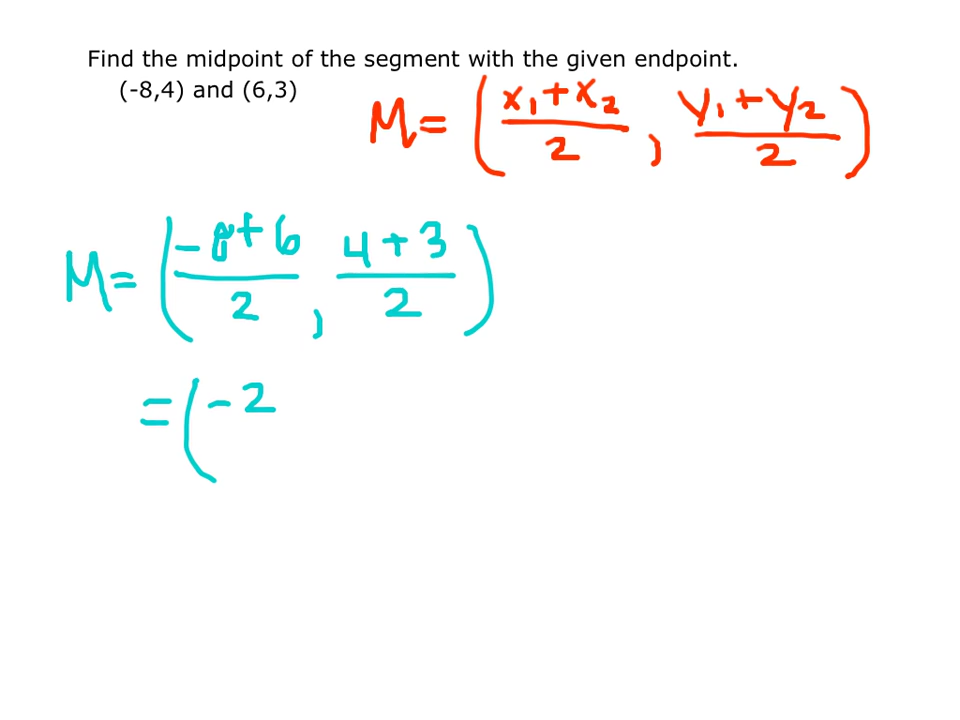 Find the midpoint of the segment with the given endpoint.
(-8,4) and (6,3)
M = ( x₁ + x₂ / 2 , y₁ + y₂ / 2 )
M = ( -8 + 6 / 2 , 4 + 3 / 2 )
= ( -2